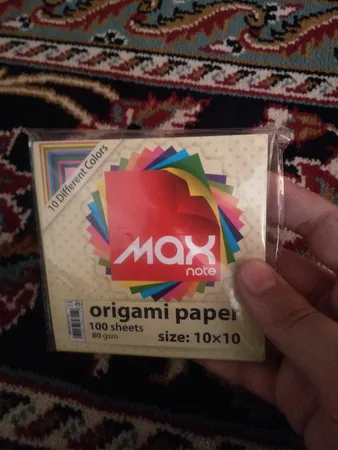 10 Different Colors
MAX
note
origami paper
100 sheets
80 gsm
size: 10×10